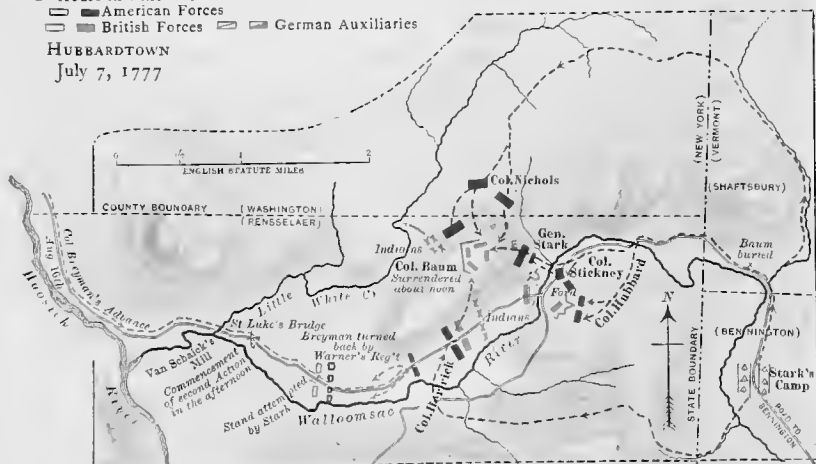 American Forces
British Forces German Auxiliaries
HUBBARDTOWN
July 7, 1777
0 ½ 1 2
ENGLISH STATUTE MILES
COUNTY BOUNDARY (WASHINGTON)
(RENSSELAER)
(NEW YORK)
(VERMONT)
(SHAFTSBURY)
Col. Nichols
Indians
Col. Baum
Surrendered
about noon
Gen.
Stark
Col.
Stickney
Ford
Col. Hubbard
Baum
buried
Col Breyman's Advance
Aug 16th
Hoosick
River
Little White Cr
St Luke's Bridge
Van Schaick's
Mill
Commencement
of second Action
in the afternoon
Breyman turned
back by
Warner's Reg't
Stand attempted
by Stark
Walloomsac
River
Indians
Col. Herrick
N
STATE BOUNDARY
(BENNINGTON)
Stark's
Camp
ROAD TO
BENNINGTON